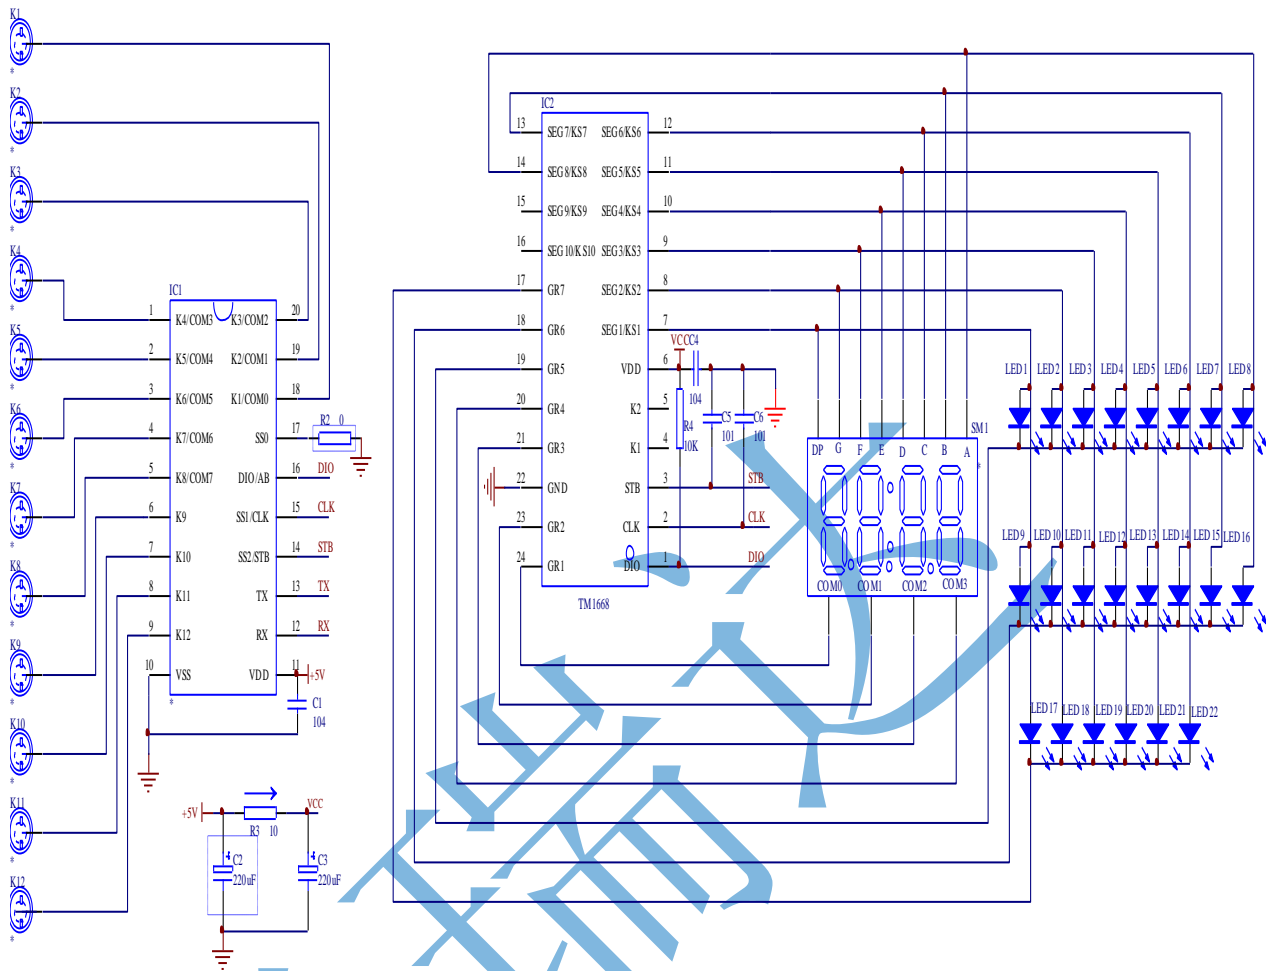 K1
*
K2
*
K3
*
K4
*
K5
*
K6
*
K7
*
K8
*
K9
*
K10
*
K11
*
K12
*
IC1
1 K4/COM3 K3/COM2 20
2 K5/COM4 K2/COM1 19
3 K6/COM5 K1/COM0 18
4 K7/COM6 SS0 17
5 K8/COM7 DIO/AB 16 DIO
6 K9 SS1/CLK 15 CLK
7 K10 SS2/STB 14 STB
8 K11 TX 13 TX
9 K12 RX 12 RX
10 VSS VDD 11 +5V
*
R2 0
C1
104
+5V
R3 10
VCC
C2
220uF
C3
220uF
IC2
13 SEG7/KS7 SEG6/KS6 12
14 SEG8/KS8 SEG5/KS5 11
15 SEG9/KS9 SEG4/KS4 10
16 SEG10/KS10 SEG3/KS3 9
17 GR7 SEG2/KS2 8
18 GR6 SEG1/KS1 7
19 GR5 VDD 6
20 GR4 K2 5
21 GR3 K1 4
22 GND STB 3 STB
23 GR2 CLK 2 CLK
24 GR1 DIO 1 DIO
TM1668
VCC
C4
104
R4
10K
C5
101
C6
101
SM1
*
DP G F E D C B A
COM0 COM1 COM2 COM3
LED1 LED2 LED3 LED4 LED5 LED6 LED7 LED8
LED9 LED10 LED11 LED12 LED13 LED14 LED15 LED16
LED17 LED18 LED19 LED20 LED21 LED22